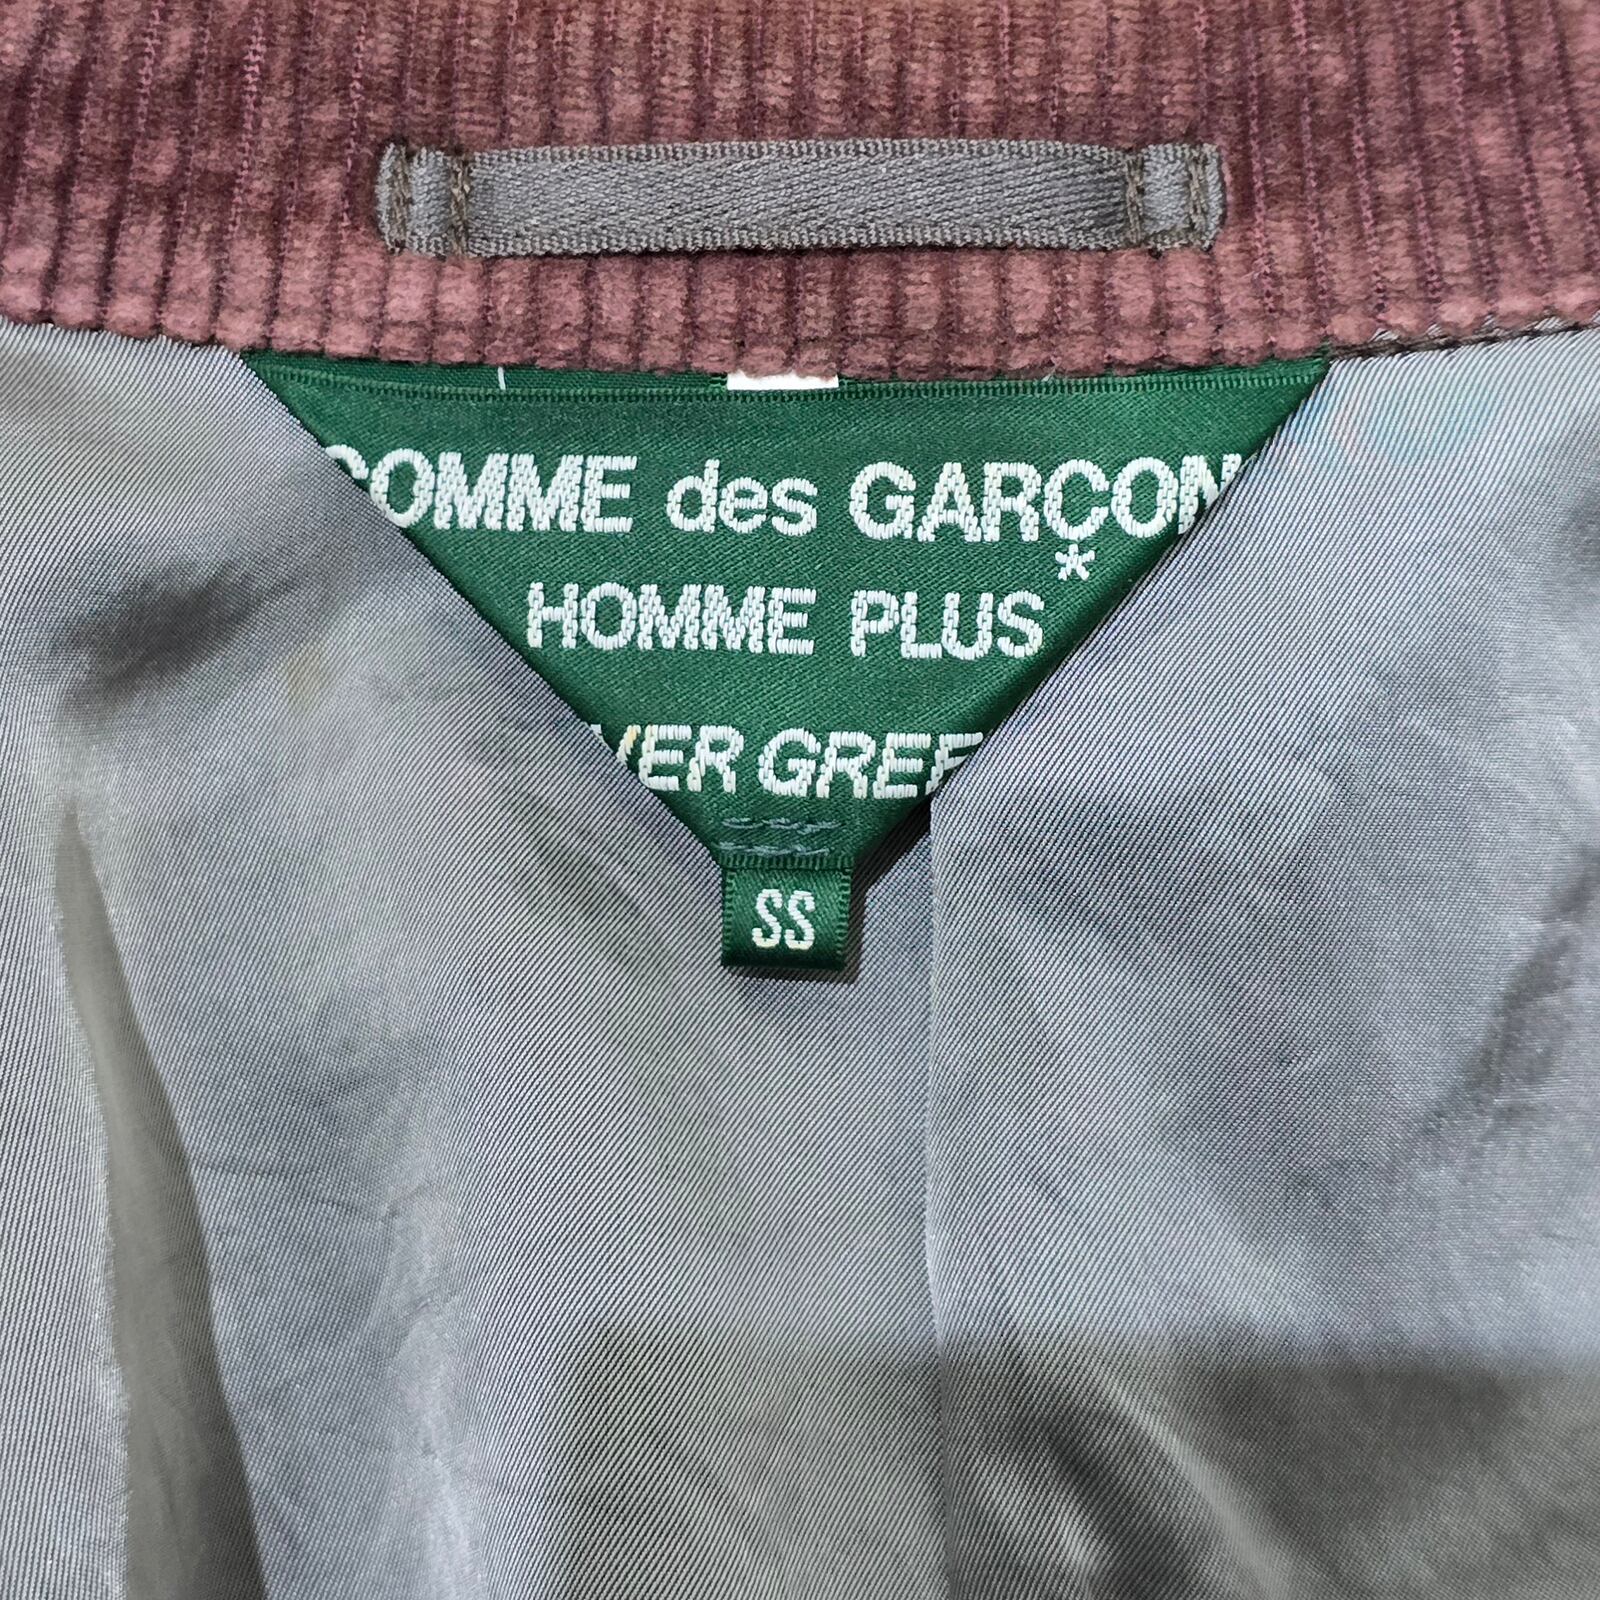 COMME des GARÇON
*
HOMME PLUS
VER GREE
SS